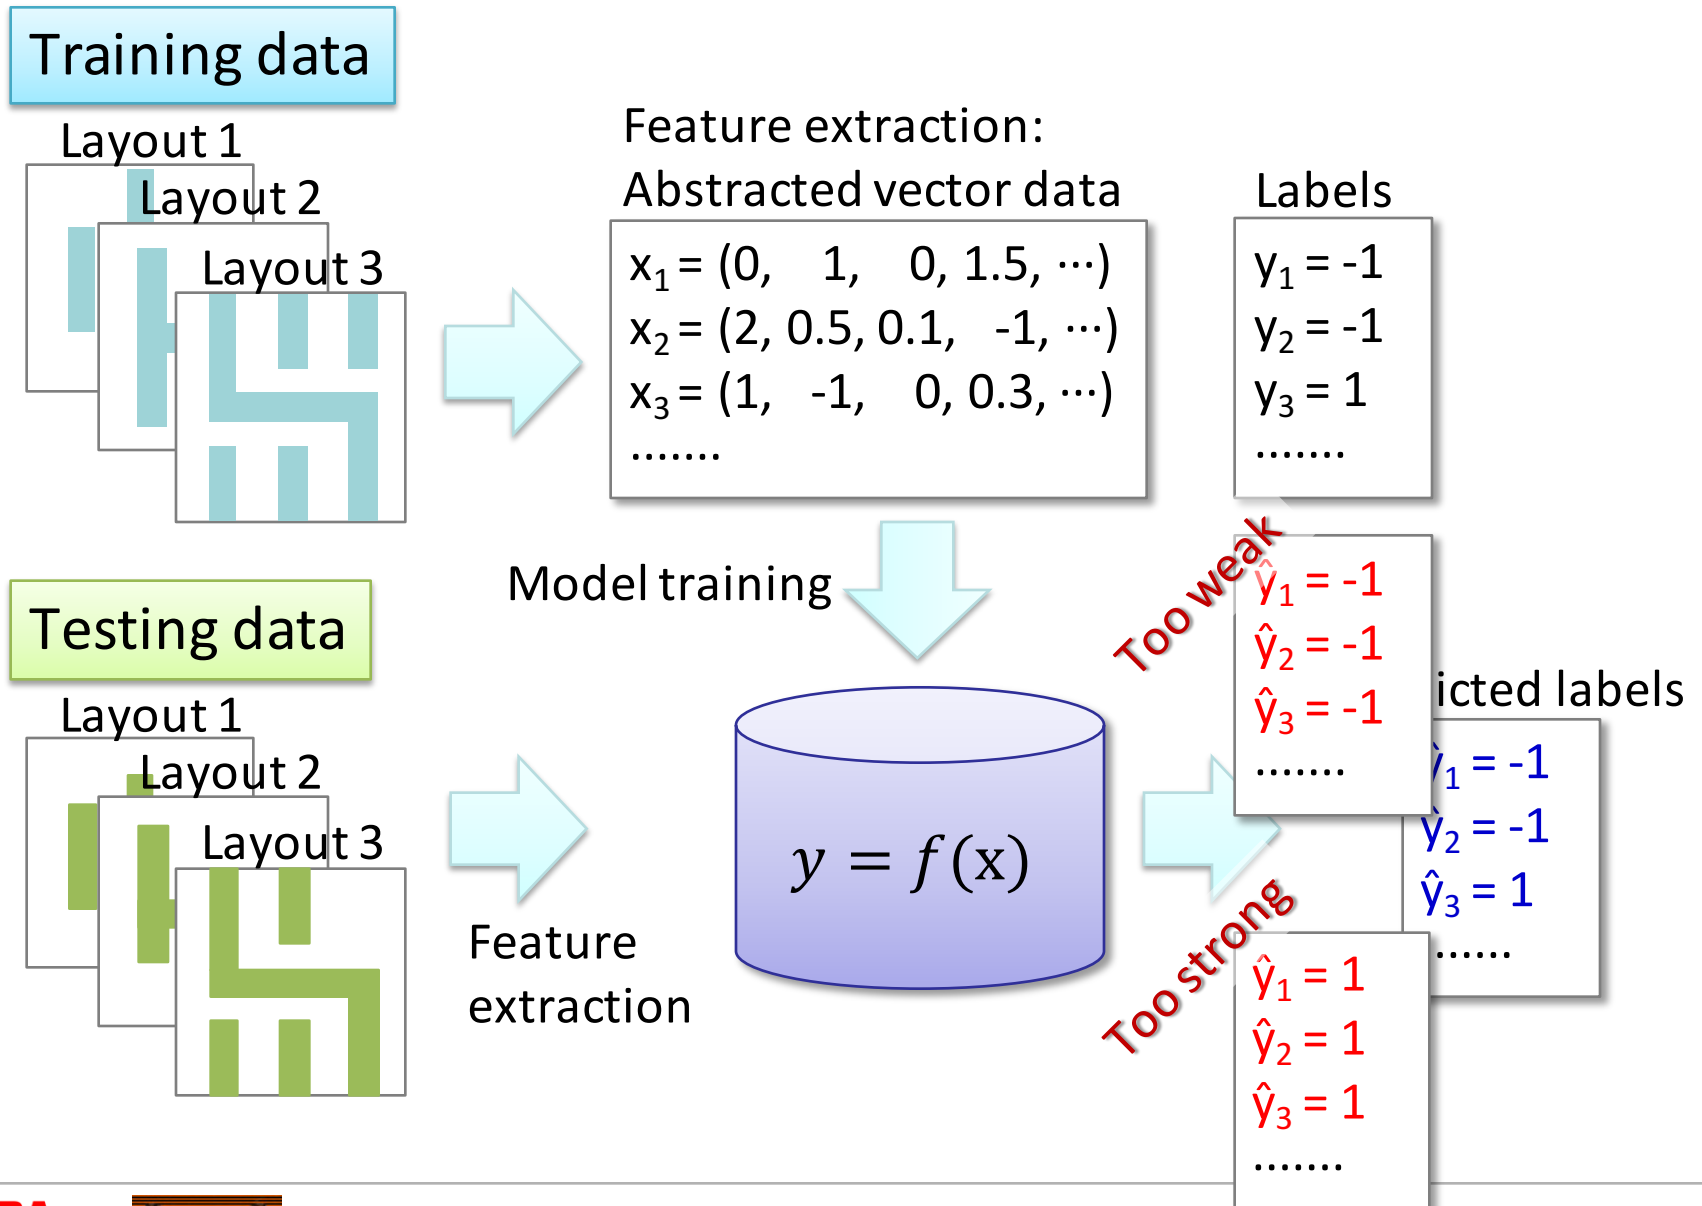 Training data
Layout 1
Layout 2
Layout 3
Feature extraction:
Abstracted vector data
x1 = (0, 1, 0, 1.5, ⋯)
x2 = (2, 0.5, 0.1, -1, ⋯)
x3 = (1, -1, 0, 0.3, ⋯)
.......
Labels
y1 = -1
y2 = -1
y3 = 1
.......
Model training
Testing data
Layout 1
Layout 2
Layout 3
Feature
extraction
y = f(x)
Too weak
ŷ1 = -1
ŷ2 = -1
ŷ3 = -1
.......
icted labels
ŷ1 = -1
ŷ2 = -1
ŷ3 = 1
......
Too strong
ŷ1 = 1
ŷ2 = 1
ŷ3 = 1
.......